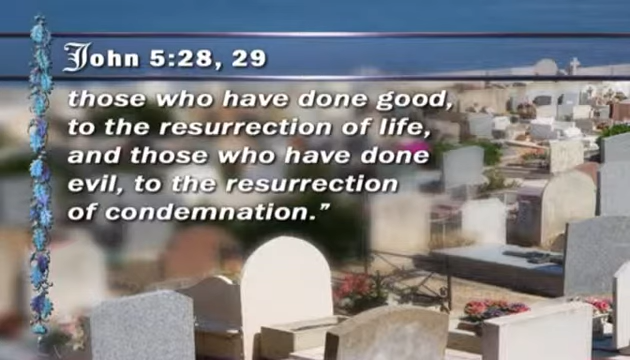 John 5:28, 29
those who have done good,
to the resurrection of life,
and those who have done
evil, to the resurrection
of condemnation.”